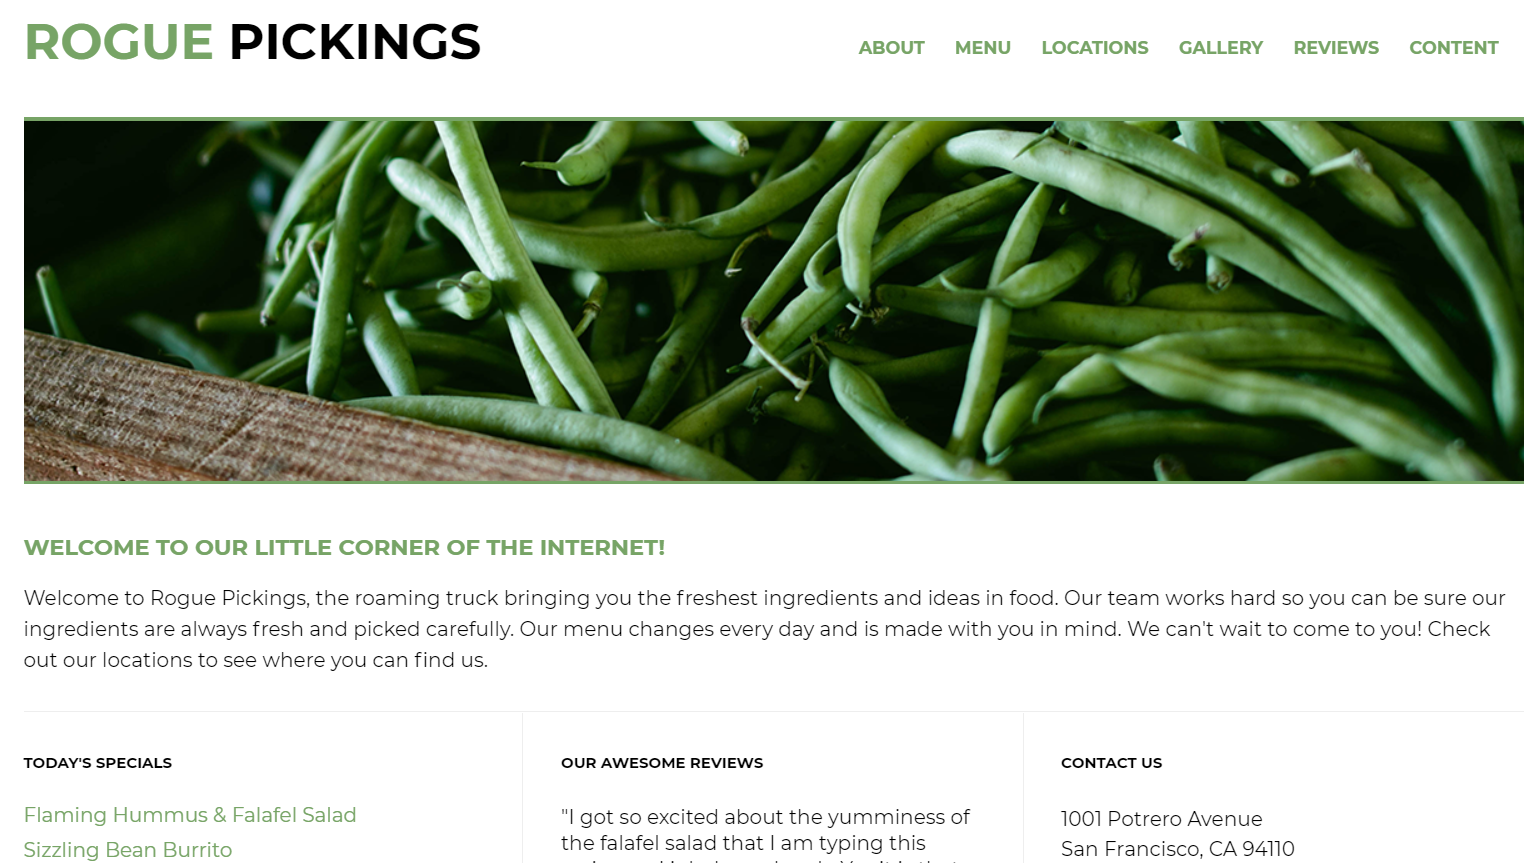 ROGUE PICKINGS
ABOUT MENU LOCATIONS GALLERY REVIEWS CONTENT
WELCOME TO OUR LITTLE CORNER OF THE INTERNET!
Welcome to Rogue Pickings, the roaming truck bringing you the freshest ingredients and ideas in food. Our team works hard so you can be sure our
ingredients are always fresh and picked carefully. Our menu changes every day and is made with you in mind. We can't wait to come to you! Check
out our locations to see where you can find us.
TODAY'S SPECIALS
Flaming Hummus & Falafel Salad
Sizzling Bean Burrito
OUR AWESOME REVIEWS
"I got so excited about the yumminess of
the falafel salad that I am typing this
CONTACT US
1001 Potrero Avenue
San Francisco, CA 94110